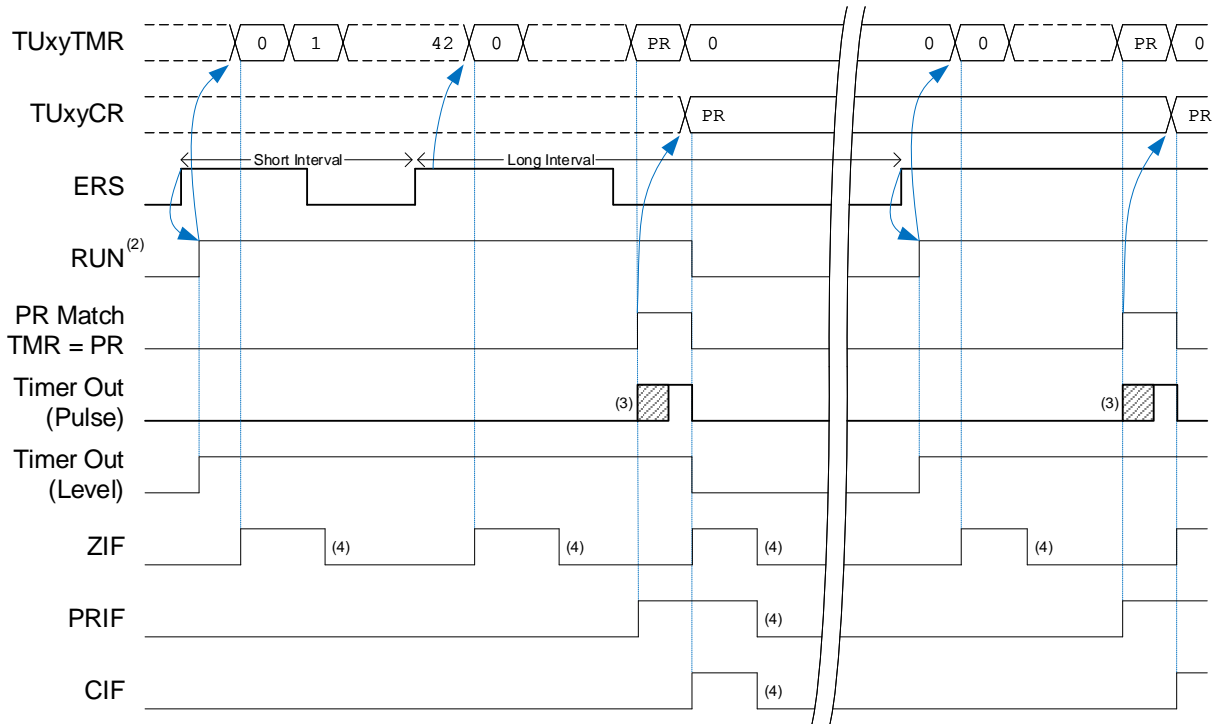 TUxyTMR 0 1 42 0 PR 0 0 0 PR 0
TUxyCR PR PR
Short Interval Long Interval
ERS
RUN (2)
PR Match
TMR = PR
Timer Out
(Pulse) (3) (3)
Timer Out
(Level)
ZIF (4) (4) (4) (4)
PRIF (4)
CIF (4)